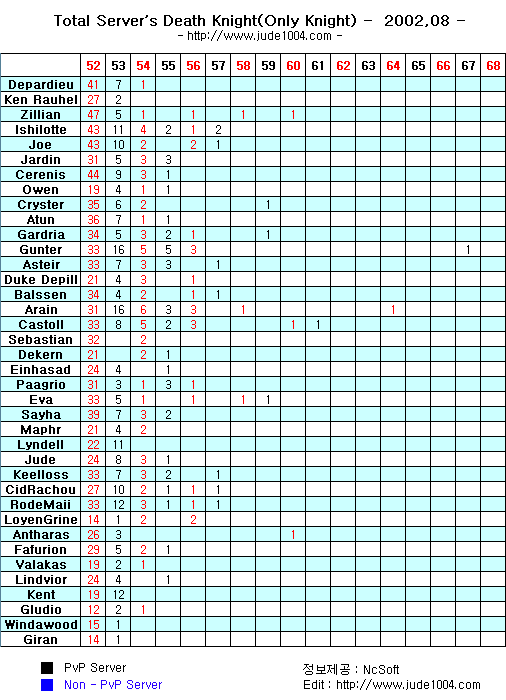 Total Server's Death Knight(Only Knight) - 2002,08 -
- http://www.jude1004.com -
52 53 54 55 56 57 58 59 60 61 62 63 64 65 66 67 68
Depardieu 41 7 1
Ken Rauhel 27 2
Zillian 47 5 1 1 1 1
Ishilotte 43 11 4 2 1 2
Joe 43 10 2 2 1
Jardin 31 5 3 3
Cerenis 44 9 3 1
Owen 19 4 1 1
Cryster 35 6 2 1
Atun 36 7 1 1
Gardria 34 5 3 2 1 1
Gunter 33 16 5 5 3 1
Asteir 33 7 3 3 1
Duke Depill 21 4 3 1
Balssen 34 4 2 1 1
Arain 31 16 6 3 3 1 1
Castoll 33 8 5 2 3 1 1
Sebastian 32 2
Dekern 21 2 1
Einhasad 24 4 1
Paagrio 31 3 1 3 1
Eva 33 5 1 1 1 1
Sayha 39 7 3 2
Maphr 21 4 2
Lyndell 22 11
Jude 24 8 3 1
Keelloss 33 7 3 2 1
CidRachou 27 10 2 1 1 1
RodeMaii 33 12 3 1 1 1
LoyenGrine 14 1 2 2
Antharas 26 3 1
Fafurion 29 5 2 1
Valakas 19 2 1
Lindvior 24 4 1
Kent 19 12
Gludio 12 2 1
Windawood 11 1
Giran 14 1
PvP Server 정보제공 : NcSoft
Non - PvP Server Edit : http://www.jude1004.com